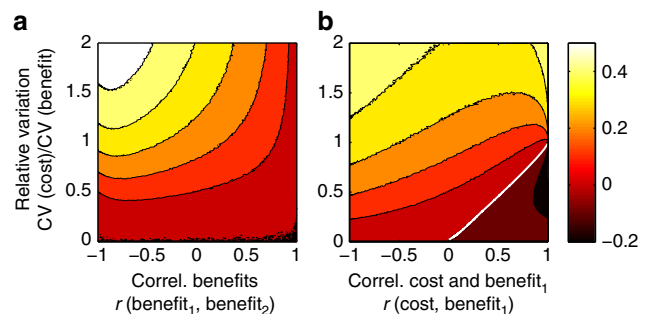 a
b
Relative variation
CV (cost)/CV (benefit)
2
1.5
1
0.5
0
−1 −0.5 0 0.5 1
Correl. benefits
r (benefit₁, benefit₂)
2
1.5
1
0.5
0
−1 −0.5 0 0.5 1
Correl. cost and benefit₁
r (cost, benefit₁)
0.4
0.2
0
−0.2